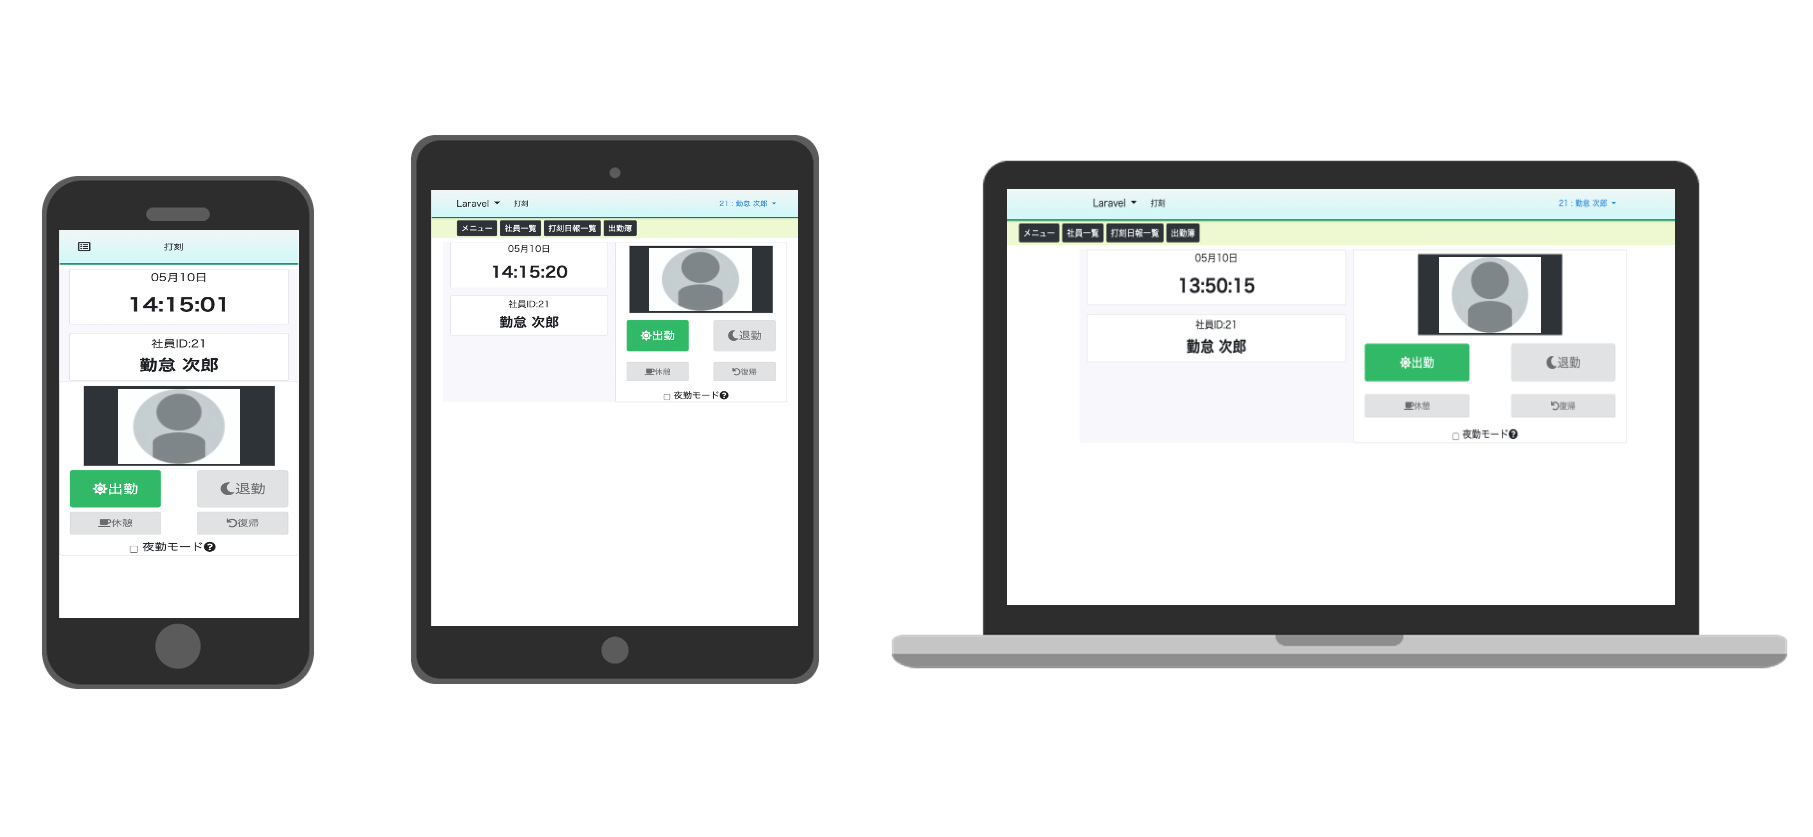 打刻
05月10日
14:15:01
社員ID:21
勤怠 次郎
出勤 退勤
休憩 復帰
夜勤モード
Laravel 打刻 21 : 勤怠 次郎
メニュー 社員一覧 打刻日報一覧 出勤簿
05月10日
14:15:20
社員ID:21
勤怠 次郎
出勤 退勤
休憩 復帰
夜勤モード
Laravel 打刻 21 : 勤怠 次郎
メニュー 社員一覧 打刻日報一覧 出勤簿
05月10日
13:50:15
社員ID:21
勤怠 次郎
出勤 退勤
休憩 復帰
夜勤モード